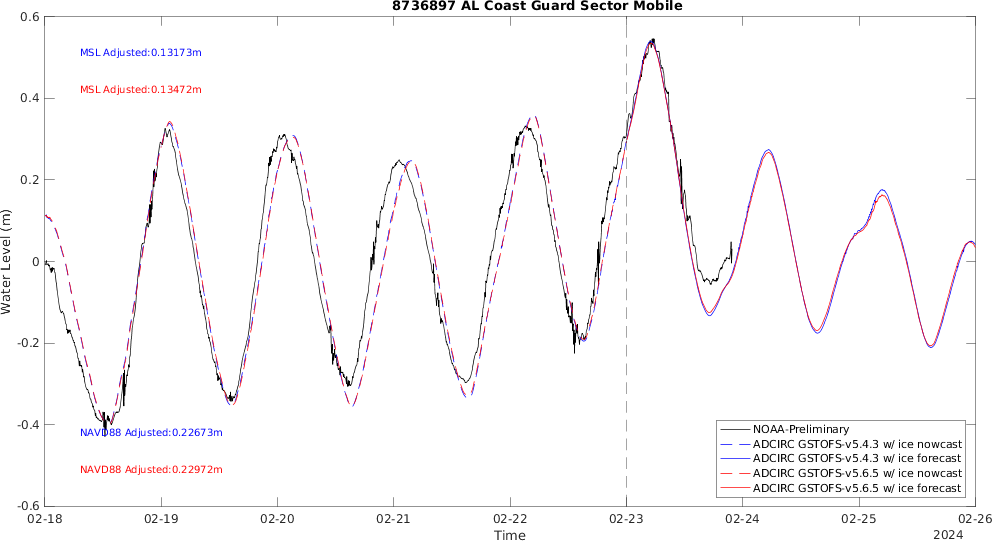 8736897 AL Coast Guard Sector Mobile
0.6
MSL Adjusted:0.13173m
MSL Adjusted:0.13472m
0.4
0.2
0
-0.2
-0.4
-0.6
Water Level (m)
NAVD88 Adjusted:0.22673m
NAVD88 Adjusted:0.22972m
NOAA-Preliminary
ADCIRC GSTOFS-v5.4.3 w/ ice nowcast
ADCIRC GSTOFS-v5.4.3 w/ ice forecast
ADCIRC GSTOFS-v5.6.5 w/ ice nowcast
ADCIRC GSTOFS-v5.6.5 w/ ice forecast
02-18 02-19 02-20 02-21 02-22 02-23 02-24 02-25 02-26
Time
2024